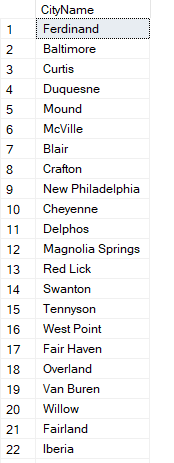 CityName
1 Ferdinand
2 Baltimore
3 Curtis
4 Duquesne
5 Mound
6 McVille
7 Blair
8 Crafton
9 New Philadelphia
10 Cheyenne
11 Delphos
12 Magnolia Springs
13 Red Lick
14 Swanton
15 Tennyson
16 West Point
17 Fair Haven
18 Overland
19 Van Buren
20 Willow
21 Fairland
22 Iberia